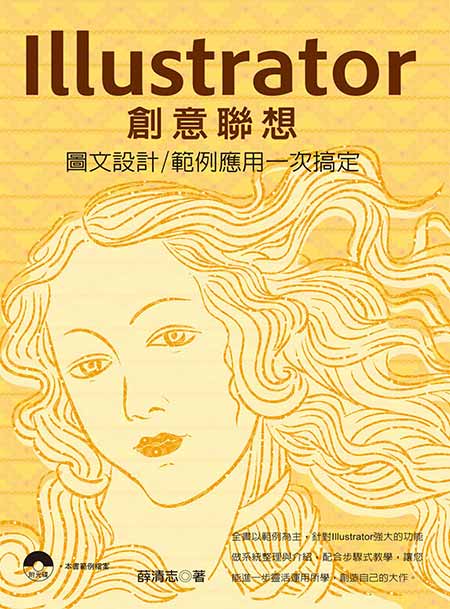 Illustrator
創意聯想
圖文設計/範例應用一次搞定
全書以範例為主，針對Illustrator強大的功能
做系統整理與介紹，配合步驟式教學，讓您
能進一步靈活運用所學，創造自己的大作。
附光碟
・本書範例檔案
薛清志◎著